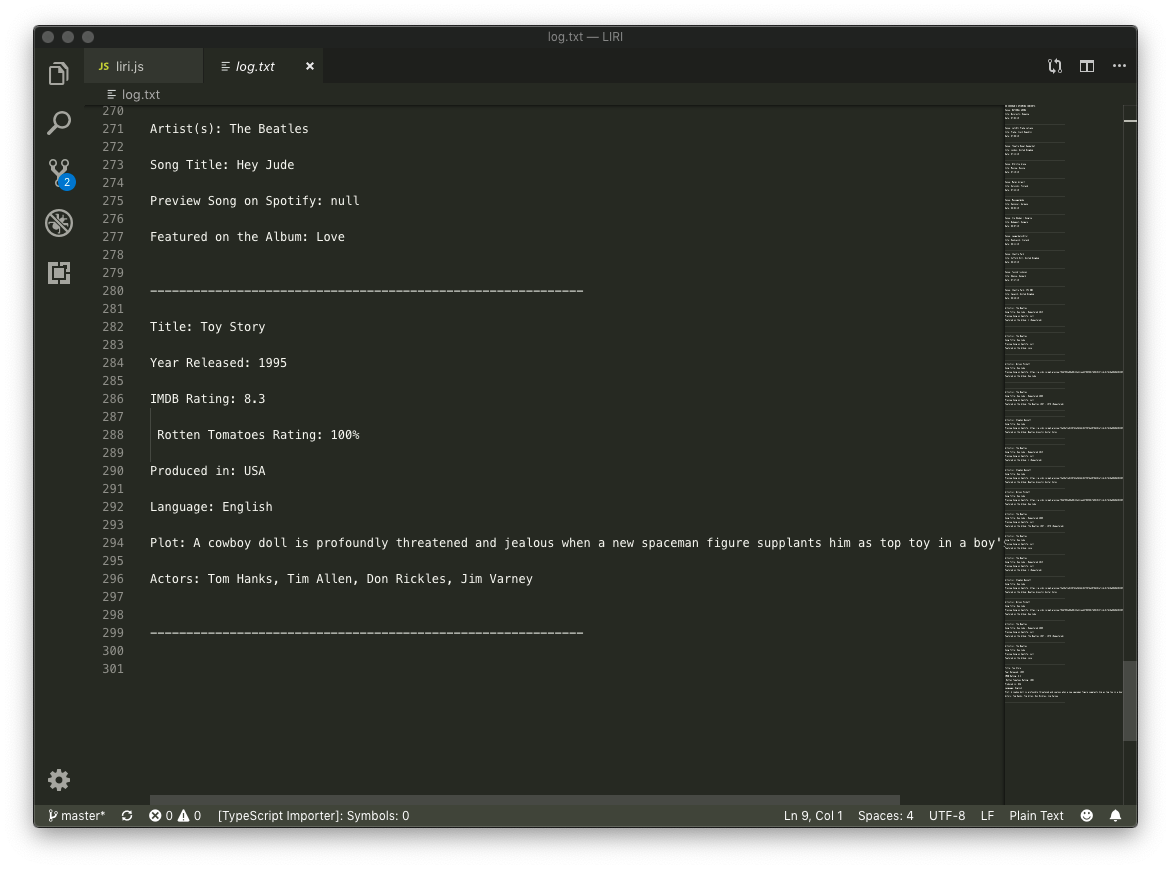 log.txt — LIRI
JS liri.js
log.txt ×
log.txt
270
271 Artist(s): The Beatles
272
273 Song Title: Hey Jude
274
275 Preview Song on Spotify: null
276
277 Featured on the Album: Love
278
279
280 ------------------------------------------------------------
281
282 Title: Toy Story
283
284 Year Released: 1995
285
286 IMDB Rating: 8.3
287
288 Rotten Tomatoes Rating: 100%
289
290 Produced in: USA
291
292 Language: English
293
294 Plot: A cowboy doll is profoundly threatened and jealous when a new spaceman figure supplants him as top toy in a boy'
295
296 Actors: Tom Hanks, Tim Allen, Don Rickles, Jim Varney
297
298
299 ------------------------------------------------------------
300
301
2
master* 0 0 [TypeScript Importer]: Symbols: 0 Ln 9, Col 1 Spaces: 4 UTF-8 LF Plain Text